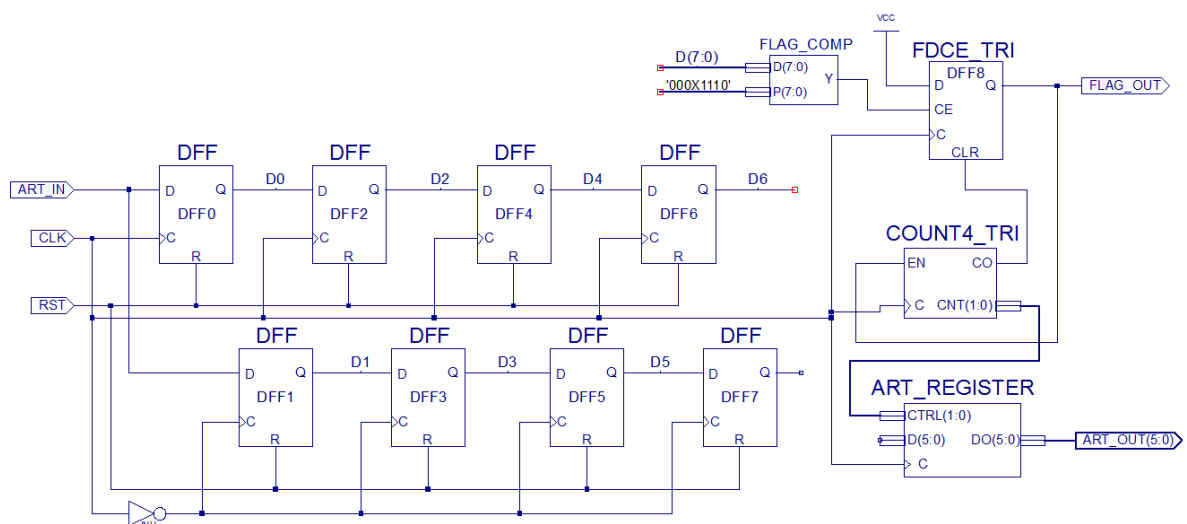 VCC
FLAG_COMP
FDCE_TRI
D(7:0)
D(7:0)
Y
'000X1110'
P(7:0)
DFF8
D
Q
CE
C
CLR
FLAG_OUT
DFF
DFF
DFF
DFF
ART_IN
D
Q
D0
D
Q
D2
D
Q
D4
D
Q
D6
DFF0
DFF2
DFF4
DFF6
CLK
C
C
C
C
R
R
R
R
RST
COUNT4_TRI
EN
CO
C
CNT(1:0)
DFF
DFF
DFF
DFF
D
Q
D1
D
Q
D3
D
Q
D5
D
Q
DFF1
DFF3
DFF5
DFF7
C
C
C
C
R
R
R
R
ART_REGISTER
CTRL(1:0)
D(5:0)
DO(5:0)
C
ART_OUT(5:0)